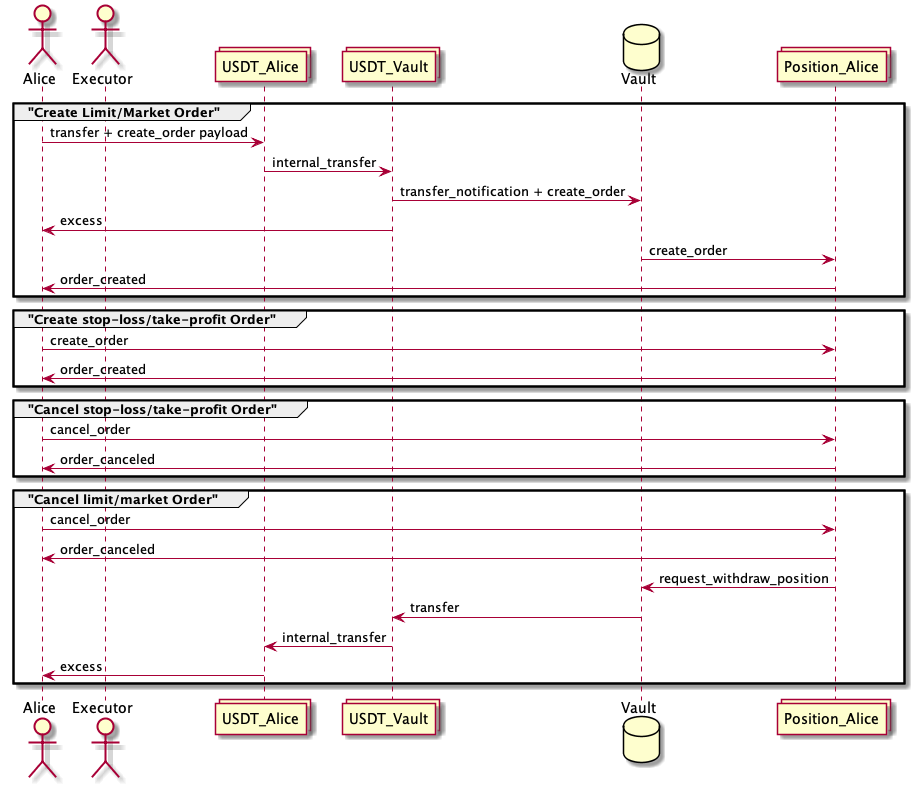 Alice Executor USDT_Alice USDT_Vault Vault Position_Alice
"Create Limit/Market Order"
transfer + create_order payload
internal_transfer
transfer_notification + create_order
excess
create_order
order_created
"Create stop-loss/take-profit Order"
create_order
order_created
"Cancel stop-loss/take-profit Order"
cancel_order
order_canceled
"Cancel limit/market Order"
cancel_order
order_canceled
request_withdraw_position
transfer
internal_transfer
excess
Alice Executor USDT_Alice USDT_Vault Vault Position_Alice